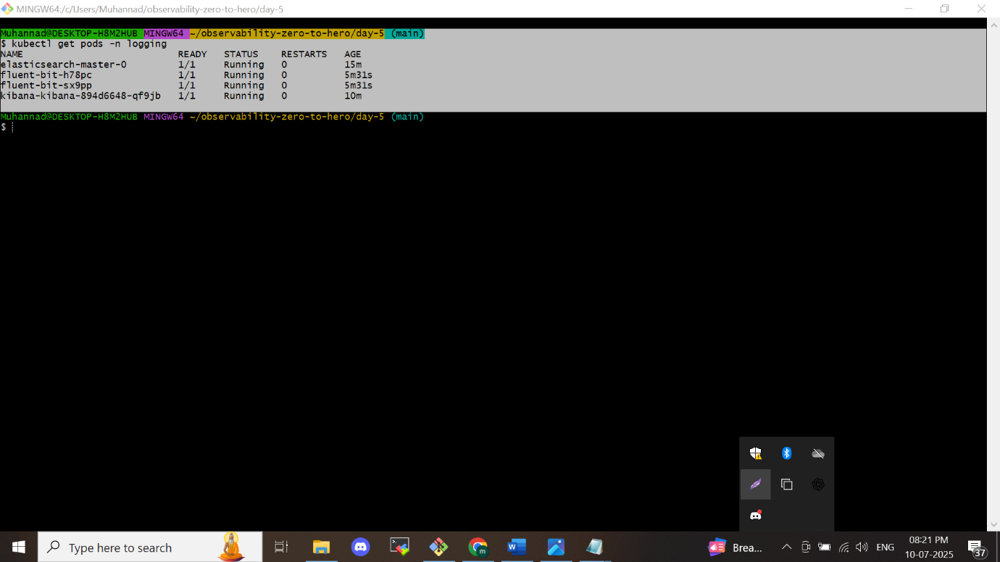 MINGW64:/c/Users/Muhannad/observability-zero-to-hero/day-5
Muhannad@DESKTOP-H8M2HUB MINGW64 ~/observability-zero-to-hero/day-5 (main)
$ kubectl get pods -n logging
NAME READY STATUS RESTARTS AGE
elasticsearch-master-0 1/1 Running 0 15m
fluent-bit-h78pc 1/1 Running 0 5m31s
fluent-bit-sx9pp 1/1 Running 0 5m31s
kibana-kibana-894d6648-qf9jb 1/1 Running 0 10m
Muhannad@DESKTOP-H8M2HUB MINGW64 ~/observability-zero-to-hero/day-5 (main)
$
Type here to search
Brea...
ENG
08:21 PM
10-07-2025
37